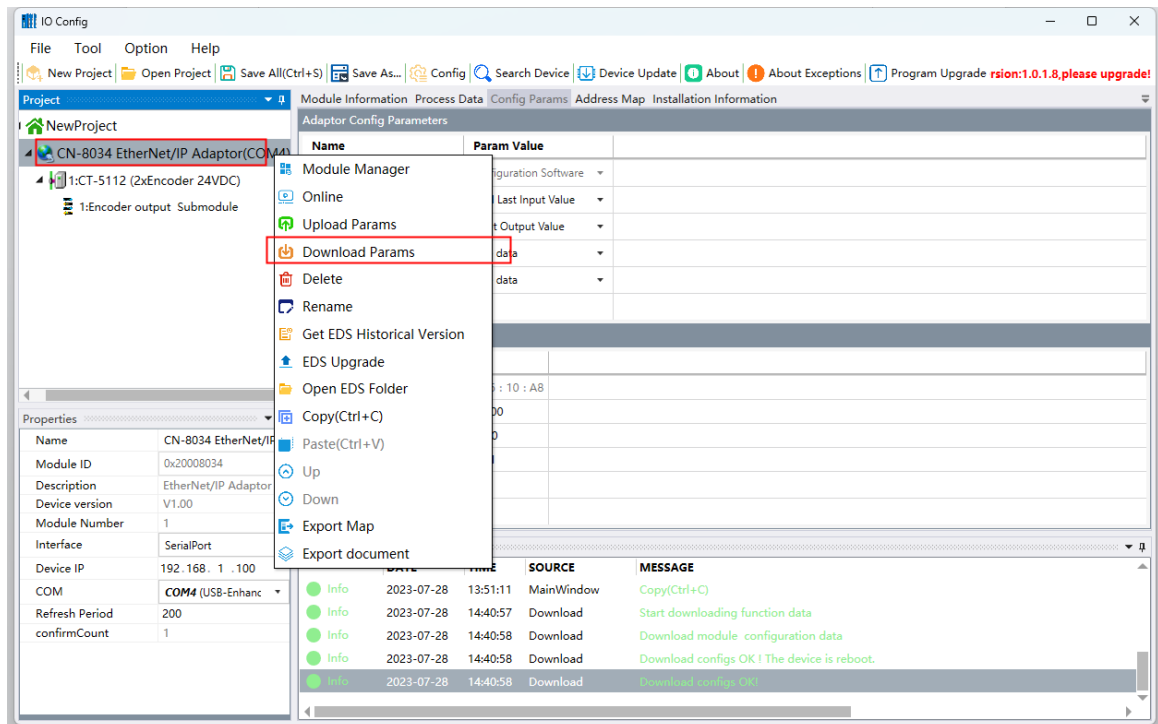 IO Config
File Tool Option Help
New Project Open Project Save All(Ctrl+S) Save As... Config Search Device Device Update About About Exceptions Program Upgrade rsion:1.0.1.8,please upgrade!
Project
Module Information Process Data Config Params Address Map Installation Information
NewProject
CN-8034 EtherNet/IP Adaptor(COM4)
1:CT-5112 (2xEncoder 24VDC)
1:Encoder output Submodule
Adaptor Config Parameters
Name Param Value
figuration Software
Last Input Value
t Output Value
data
data
: 10 : A8
00
0
Module Manager
Online
Upload Params
Download Params
Delete
Rename
Get EDS Historical Version
EDS Upgrade
Open EDS Folder
Copy(Ctrl+C)
Paste(Ctrl+V)
Up
Down
Export Map
Export document
Properties
Name CN-8034 EtherNet/IP
Module ID 0x20008034
Description EtherNet/IP Adaptor
Device version V1.00
Module Number 1
Interface SerialPort
Device IP 192.168. 1 .100
COM COM4 (USB-Enhanc
Refresh Period 200
confirmCount 1
DATE TIME SOURCE MESSAGE
Info 2023-07-28 13:51:11 MainWindow Copy(Ctrl+C)
Info 2023-07-28 14:40:57 Download Start downloading function data
Info 2023-07-28 14:40:58 Download Download module configuration data
Info 2023-07-28 14:40:58 Download Download configs OK ! The device is reboot.
Info 2023-07-28 14:40:58 Download Download configs OK!